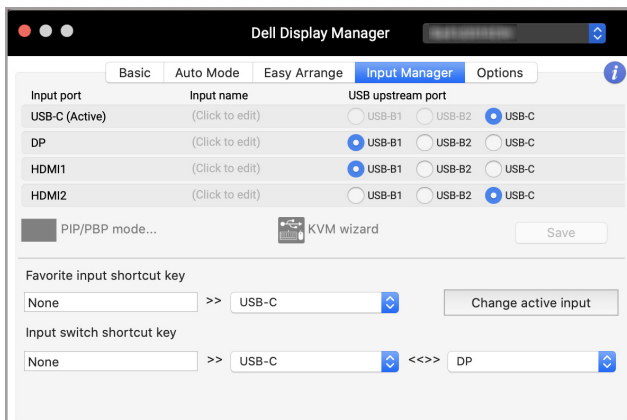 Dell Display Manager
Basic Auto Mode Easy Arrange Input Manager Options i
Input port Input name USB upstream port
USB-C (Active) (Click to edit) USB-B1 USB-B2 USB-C
DP (Click to edit) USB-B1 USB-B2 USB-C
HDMI1 (Click to edit) USB-B1 USB-B2 USB-C
HDMI2 (Click to edit) USB-B1 USB-B2 USB-C
PIP/PBP mode... KVM wizard Save
Favorite input shortcut key
None >> USB-C Change active input
Input switch shortcut key
None >> USB-C <<>> DP